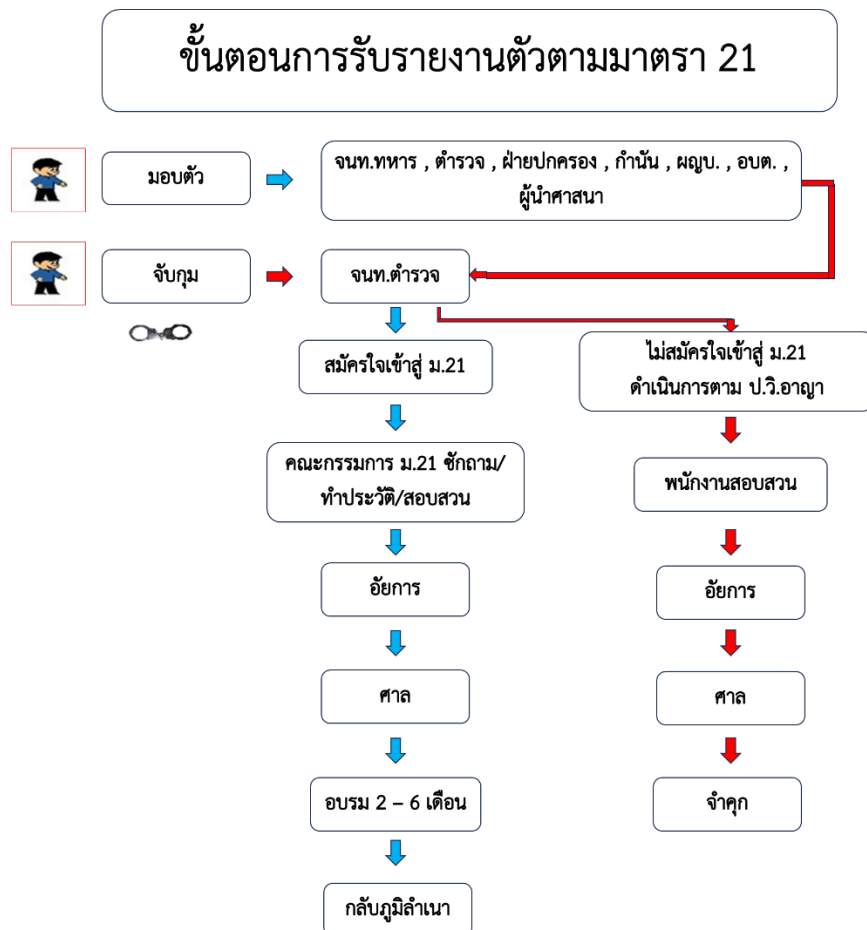 ขั้นตอนการรับรายงานตัวตามมาตรา 21
มอบตัว
จนท.ทหาร , ตำรวจ , ฝ่ายปกครอง , กำนัน , ผญบ. , อบต. ,
ผู้นำศาสนา
จับกุม
จนท.ตำรวจ
สมัครใจเข้าสู่ ม.21
คณะกรรมการ ม.21 ซักถาม/
ทำประวัติ/สอบสวน
อัยการ
ศาล
อบรม 2 – 6 เดือน
กลับภูมิลำเนา
ไม่สมัครใจเข้าสู่ ม.21
ดำเนินการตาม ป.วิ.อาญา
พนักงานสอบสวน
อัยการ
ศาล
จำคุก